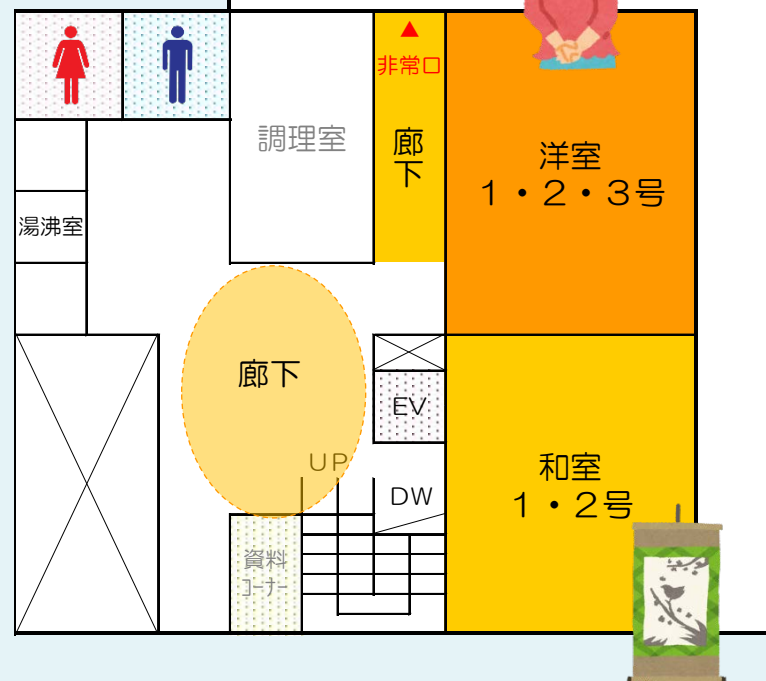 ▲
非常口
調理室
廊
下
洋室
１・２・３号
湯沸室
廊下
EV
UP
DW
和室
１・２号
資料
ｺｰﾅｰ